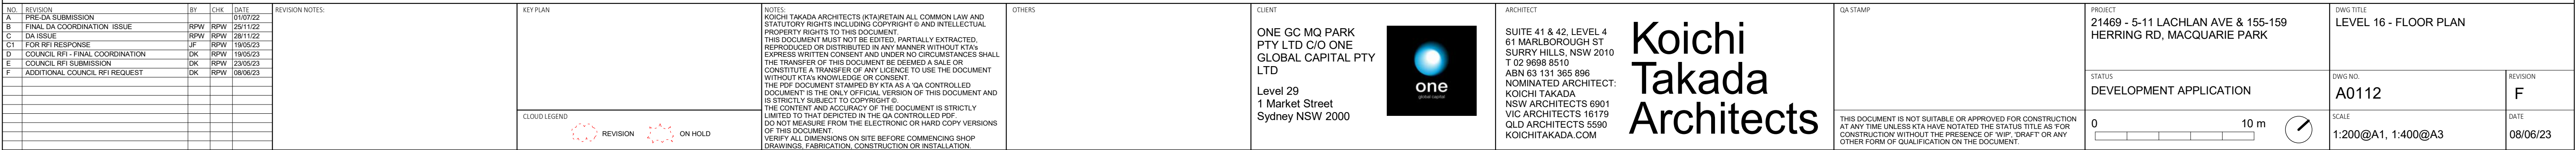 NO. REVISION BY CHK DATE
A PRE-DA SUBMISSION 01/07/22
B FINAL DA COORDINATION ISSUE RPW RPW 25/11/22
C DA ISSUE RPW RPW 28/11/22
C1 FOR RFI RESPONSE JF RPW 19/05/23
D COUNCIL RFI - FINAL COORDINATION DK RPW 19/05/23
E COUNCIL RFI SUBMISSION DK RPW 23/05/23
F ADDITIONAL COUNCIL RFI REQUEST DK RPW 08/06/23
REVISION NOTES:
KEY PLAN
CLOUD LEGEND
REVISION ON HOLD
NOTES:
KOICHI TAKADA ARCHITECTS (KTA)RETAIN ALL COMMON LAW AND
STATUTORY RIGHTS INCLUDING COPYRIGHT © AND INTELLECTUAL
PROPERTY RIGHTS TO THIS DOCUMENT.
THIS DOCUMENT MUST NOT BE EDITED, PARTIALLY EXTRACTED,
REPRODUCED OR DISTRIBUTED IN ANY MANNER WITHOUT KTA's
EXPRESS WRITTEN CONSENT AND UNDER NO CIRCUMSTANCES SHALL
THE TRANSFER OF THIS DOCUMENT BE DEEMED A SALE OR
CONSTITUTE A TRANSFER OF ANY LICENCE TO USE THE DOCUMENT
WITHOUT KTA's KNOWLEDGE OR CONSENT.
THE PDF DOCUMENT STAMPED BY KTA AS A 'QA CONTROLLED
DOCUMENT' IS THE ONLY OFFICIAL VERSION OF THIS DOCUMENT AND
IS STRICTLY SUBJECT TO COPYRIGHT ©.
THE CONTENT AND ACCURACY OF THE DOCUMENT IS STRICTLY
LIMITED TO THAT DEPICTED IN THE QA CONTROLLED PDF.
DO NOT MEASURE FROM THE ELECTRONIC OR HARD COPY VERSIONS
OF THIS DOCUMENT.
VERIFY ALL DIMENSIONS ON SITE BEFORE COMMENCING SHOP
DRAWINGS, FABRICATION, CONSTRUCTION OR INSTALLATION.
OTHERS
CLIENT
ONE GC MQ PARK
PTY LTD C/O ONE
GLOBAL CAPITAL PTY
LTD
Level 29
1 Market Street
Sydney NSW 2000
one
global capital
ARCHITECT
SUITE 41 & 42, LEVEL 4
61 MARLBOROUGH ST
SURRY HILLS, NSW 2010
T 02 9698 8510
ABN 63 131 365 896
NOMINATED ARCHITECT:
KOICHI TAKADA
NSW ARCHITECTS 6901
VIC ARCHITECTS 16179
QLD ARCHITECTS 5590
KOICHITAKADA.COM
Koichi
Takada
Architects
QA STAMP
THIS DOCUMENT IS NOT SUITABLE OR APPROVED FOR CONSTRUCTION
AT ANY TIME UNLESS KTA HAVE NOTATED THE STATUS TITLE AS 'FOR
CONSTRUCTION' WITHOUT THE PRESENCE OF 'WIP', 'DRAFT' OR ANY
OTHER FORM OF QUALIFICATION ON THE DOCUMENT.
PROJECT
21469 - 5-11 LACHLAN AVE & 155-159
HERRING RD, MACQUARIE PARK
STATUS
DEVELOPMENT APPLICATION
0 10 m
DWG TITLE
LEVEL 16 - FLOOR PLAN
DWG NO. REVISION
A0112 F
SCALE DATE
1:200@A1, 1:400@A3 08/06/23